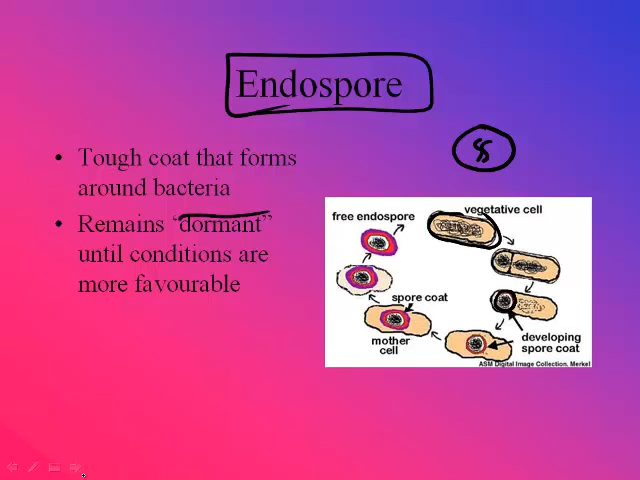 Endospore
• Tough coat that forms
around bacteria
• Remains “dormant”
until conditions are
more favourable
8
free endospore
vegetative cell
spore coat
mother
cell
developing
spore coat
ASM Digital Image Collection. Merkel